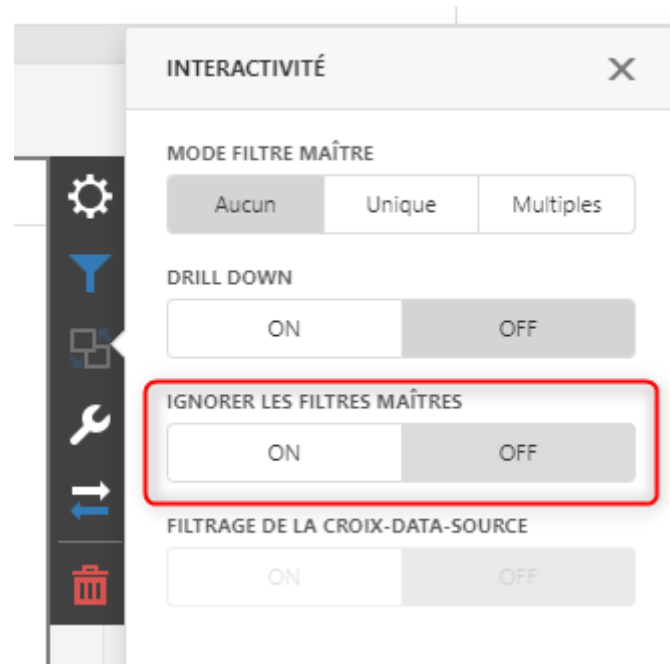 INTERACTIVITÉ
MODE FILTRE MAÎTRE
Aucun Unique Multiples
DRILL DOWN
ON OFF
IGNORER LES FILTRES MAÎTRES
ON OFF
FILTRAGE DE LA CROIX-DATA-SOURCE
ON OFF